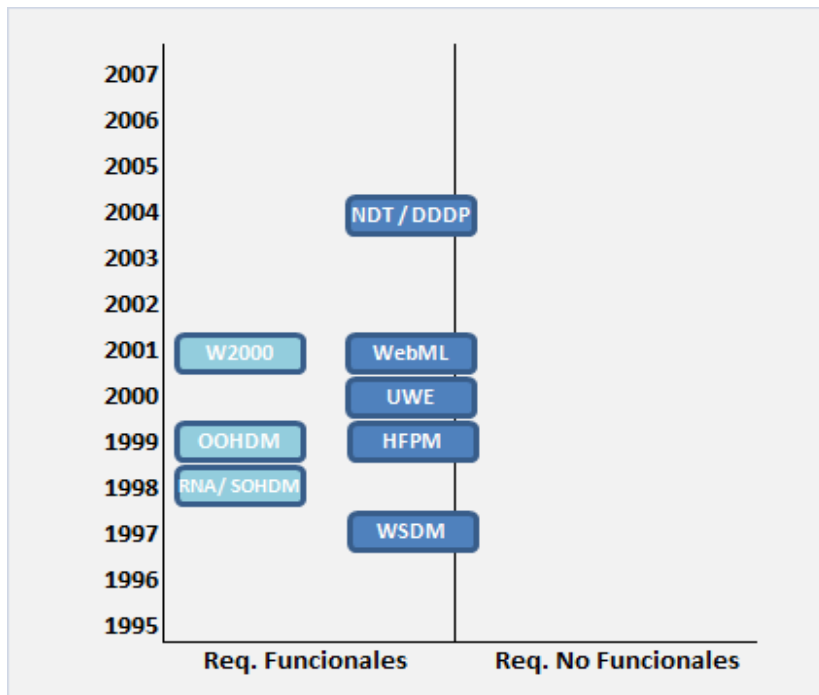 2007
2006
2005
2004 NDT / DDDP
2003
2002
2001 W2000 WebML
2000 UWE
1999 OOHDM HFPM
1998 RNA/ SOHDM
1997 WSDM
1996
1995
Req. Funcionales Req. No Funcionales